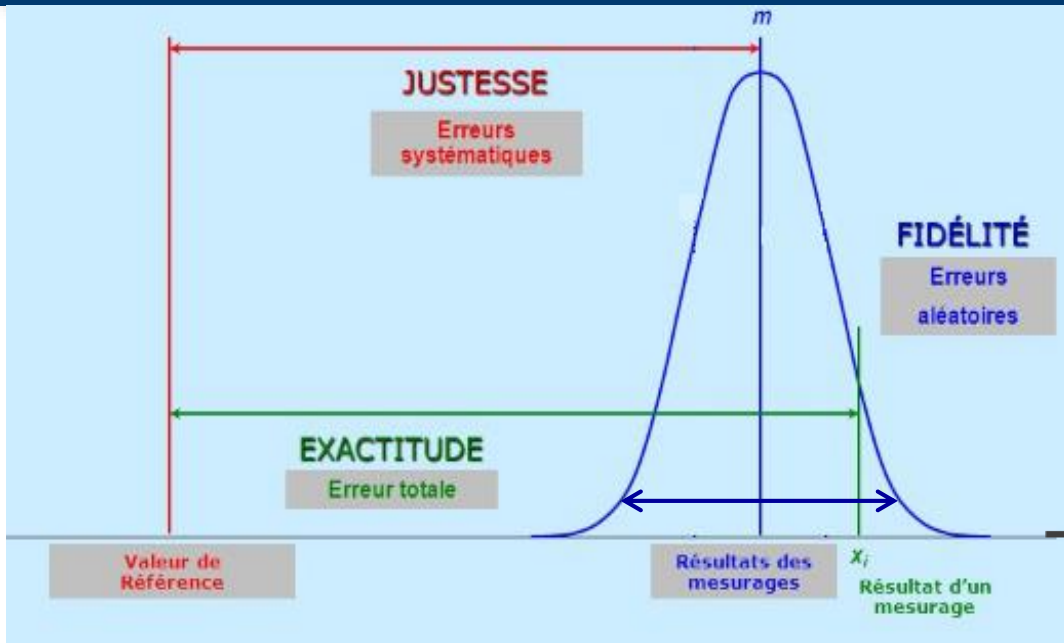 m
JUSTESSE
Erreurs
systématiques
FIDÉLITÉ
Erreurs
aléatoires
EXACTITUDE
Erreur totale
Valeur de
Référence
Résultats des
mesurages
xi
Résultat d'un
mesurage